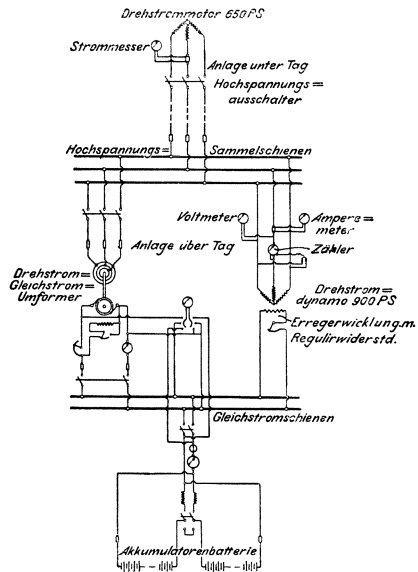 Drehstrommotor 650 PS
Strommesser
Anlage unter Tag
Hochspannungs=
ausschalter
Hochspannungs=
Sammelschienen
Voltmeter
Ampere=
meter
Anlage über Tag
Zähler
Drehstrom=
Gleichstrom=
Umformer
Drehstrom=
dynamo 900 PS
Erregerwicklung.m.
Regulirwiderstd.
Gleichstromschienen
Akkumulatorenbatterie